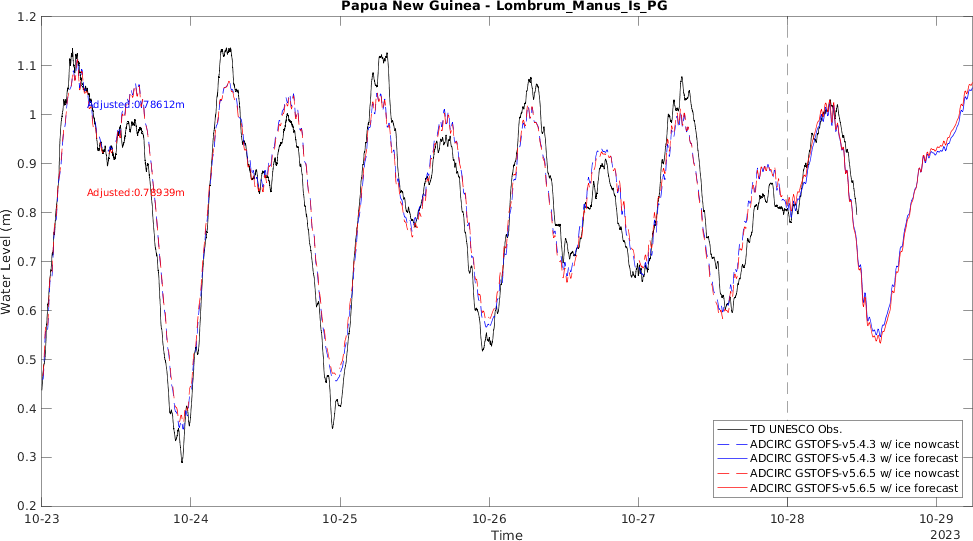 Papua New Guinea - Lombrum_Manus_Is_PG
1.2
1.1
1
0.9
0.8
0.7
0.6
0.5
0.4
0.3
0.2
Water Level (m)
Adjusted:0.78612m
Adjusted:0.78939m
TD UNESCO Obs.
ADCIRC GSTOFS-v5.4.3 w/ ice nowcast
ADCIRC GSTOFS-v5.4.3 w/ ice forecast
ADCIRC GSTOFS-v5.6.5 w/ ice nowcast
ADCIRC GSTOFS-v5.6.5 w/ ice forecast
10-23 10-24 10-25 10-26 10-27 10-28 10-29
Time
2023